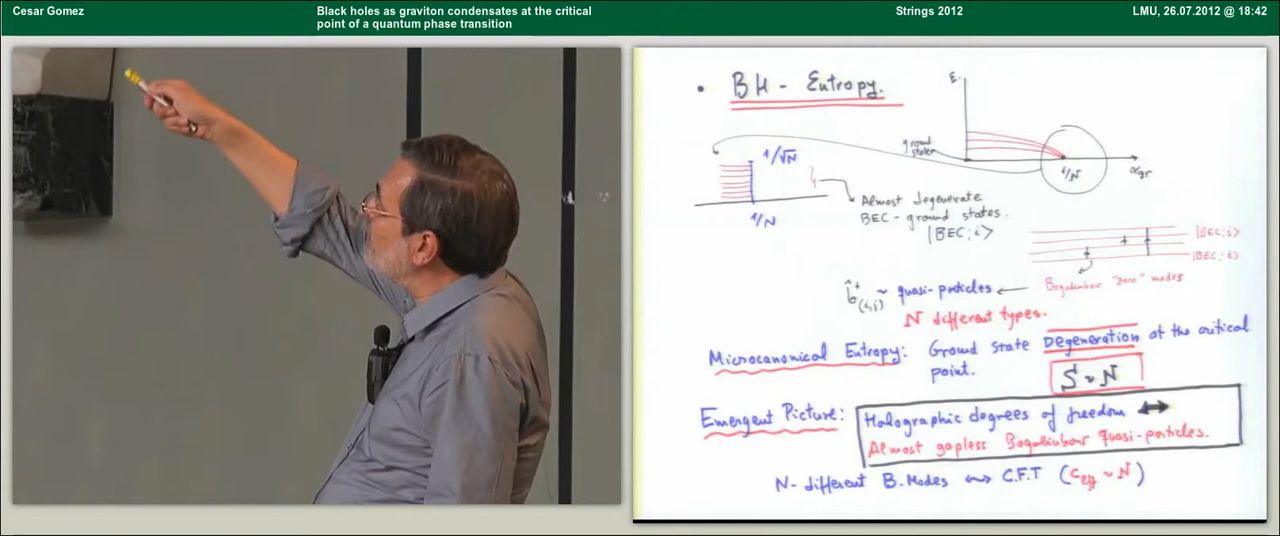 Cesar Gomez
Black holes as graviton condensates at the critical
point of a quantum phase transition
Strings 2012
LMU, 26.07.2012 @ 18:42
• BH - Entropy.
E
ground
states
1/N
αgr
1/√N
1/N
Almost degenerate
BEC - ground states.
|BEC; i>
|BEC; i>
|BEC; k>
Bogoliubov "zero" modes
b̂⁺(i,j) ~ quasi-particles ←
N different types.
Microcanonical Entropy: Ground state Degeneration at the critical
point.
S ~ N
Emergent Picture: Holographic degrees of freedom ↔
Almost gapless Bogoliubov quasi-particles.
N-different B. Modes ↔ C.F.T (Ceff ~ N)